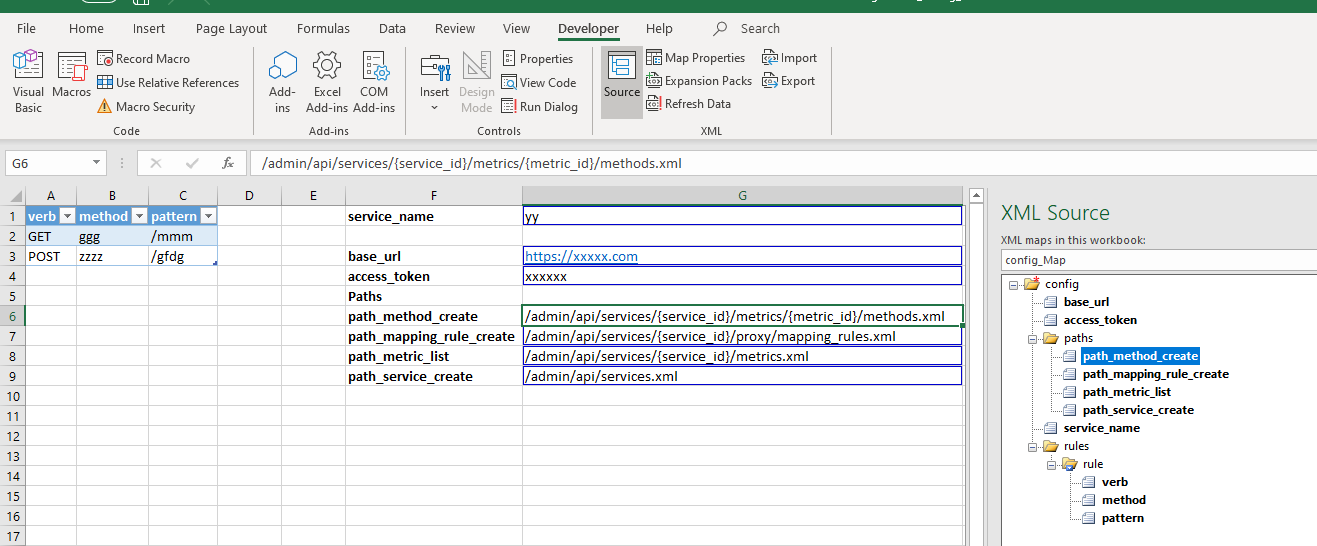 File Home Insert Page Layout Formulas Data Review View Developer Help Search
Visual Basic
Macros
Record Macro
Use Relative References
Macro Security
Code
Add-ins
Excel Add-ins
COM Add-ins
Add-ins
Insert
Design Mode
Properties
View Code
Run Dialog
Controls
Source
Map Properties
Expansion Packs
Refresh Data
Import
Export
XML
G6 fx /admin/api/services/{service_id}/metrics/{metric_id}/methods.xml
A B C D E F G
1 verb method pattern service_name yy
2 GET ggg /mmm
3 POST zzzz /gfdg base_url https://xxxxx.com
4 access_token xxxxxx
5 Paths
6 path_method_create /admin/api/services/{service_id}/metrics/{metric_id}/methods.xml
7 path_mapping_rule_create /admin/api/services/{service_id}/proxy/mapping_rules.xml
8 path_metric_list /admin/api/services/{service_id}/metrics.xml
9 path_service_create /admin/api/services.xml
10
11
12
13
14
15
16
17
XML Source
XML maps in this workbook:
config_Map
config
base_url
access_token
paths
path_method_create
path_mapping_rule_create
path_metric_list
path_service_create
service_name
rules
rule
verb
method
pattern